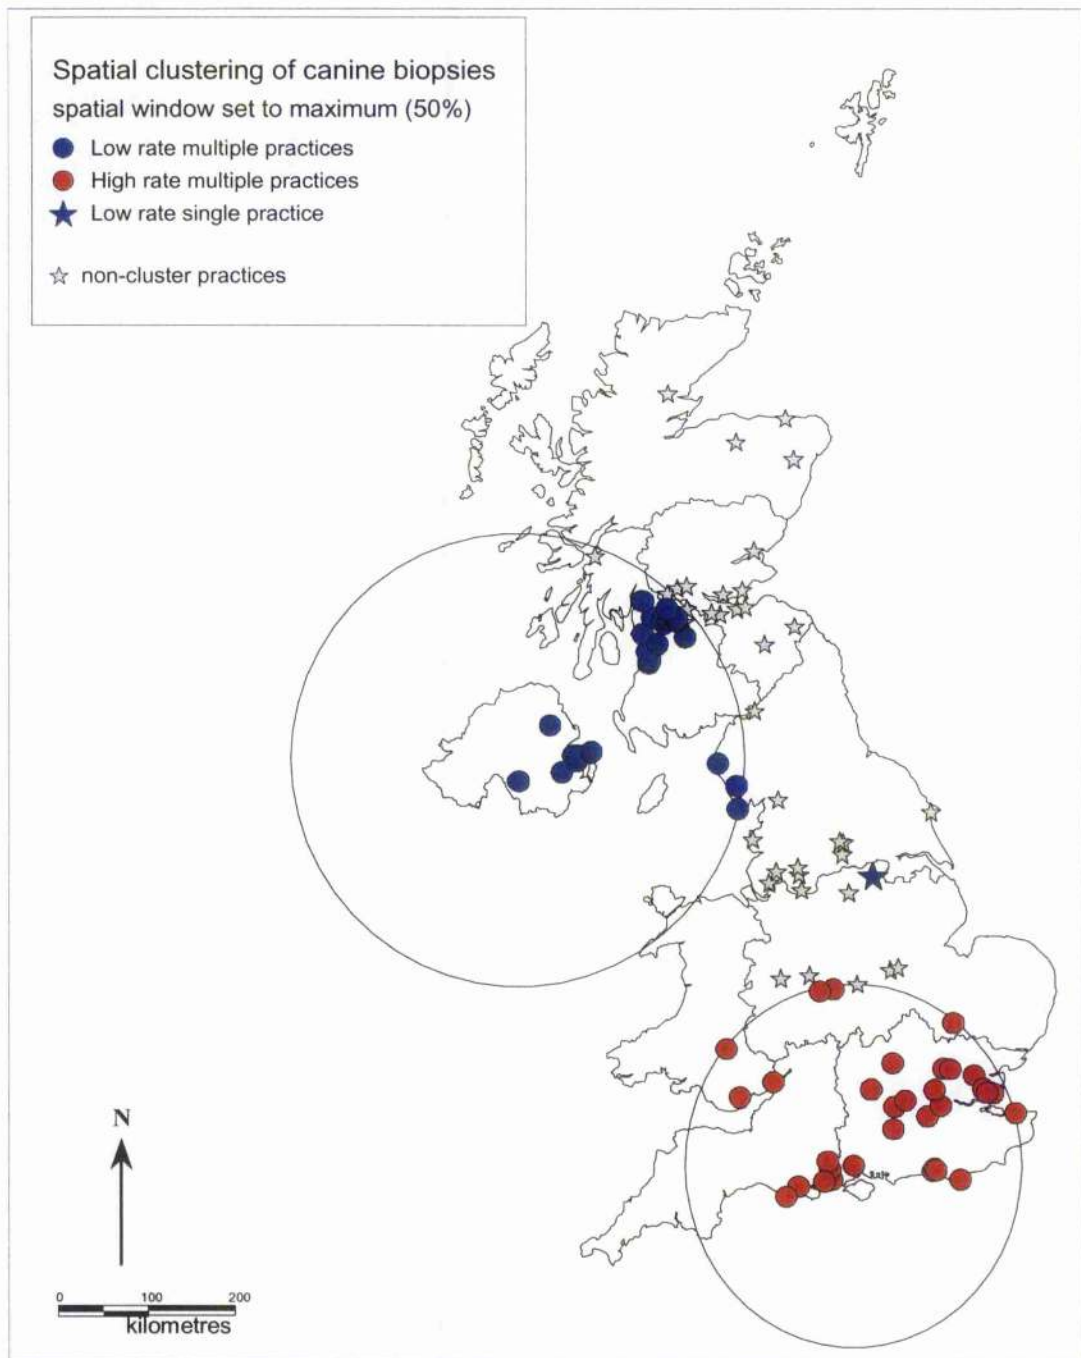 Spatial clustering of canine biopsies
spatial window set to maximum (50%)
Low rate multiple practices
High rate multiple practices
Low rate single practice
non-cluster practices
N
0 100 200
kilometres